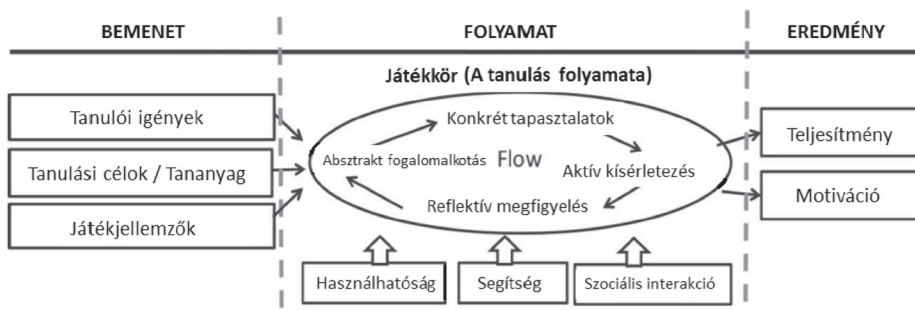 BEMENET
FOLYAMAT
EREDMÉNY
Játékkör (A tanulás folyamata)
Tanulói igények
Tanulási célok / Tananyag
Játékjellemzők
Konkrét tapasztalatok
Absztrakt fogalomalkotás
Flow
Aktív kísérletezés
Reflektív megfigyelés
Teljesítmény
Motiváció
Használhatóság
Segítség
Szociális interakció